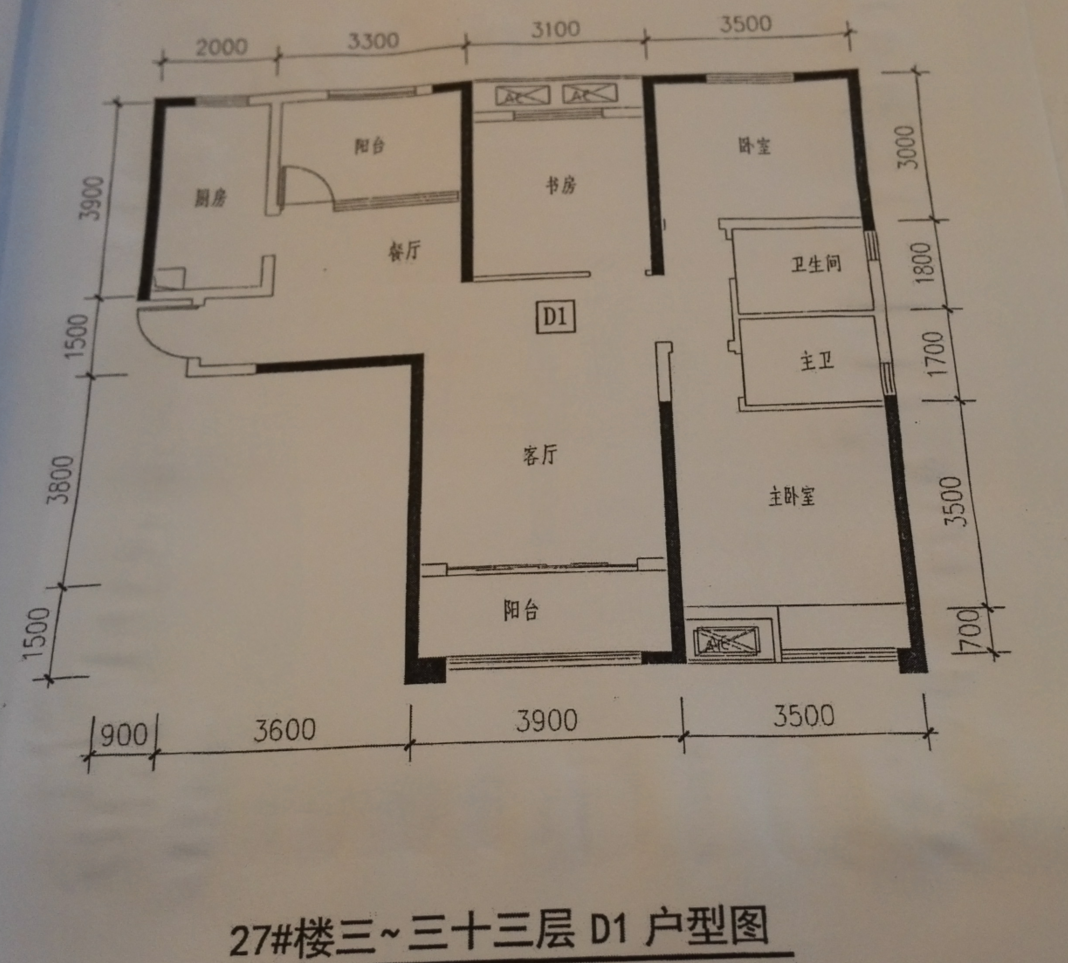 2000 3300 3100 3500
AC AC
阳台 卧室
3900 厨房 书房 3000
餐厅 卫生间 1800
1500 D1
主卫 1700
3800 客厅
主卧室 3500
1500 阳台 A/C 700
900 3600 3900 3500
27#楼三~三十三层 D1 户型图